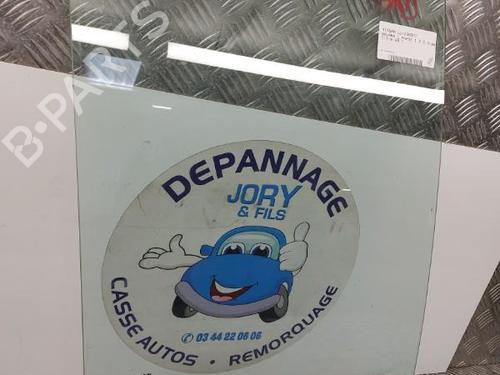 B-PARTS
DEPANNAGE
JORY
& FILS
03 44 22 06 06
CASSE AUTOS • REMORQUAGE